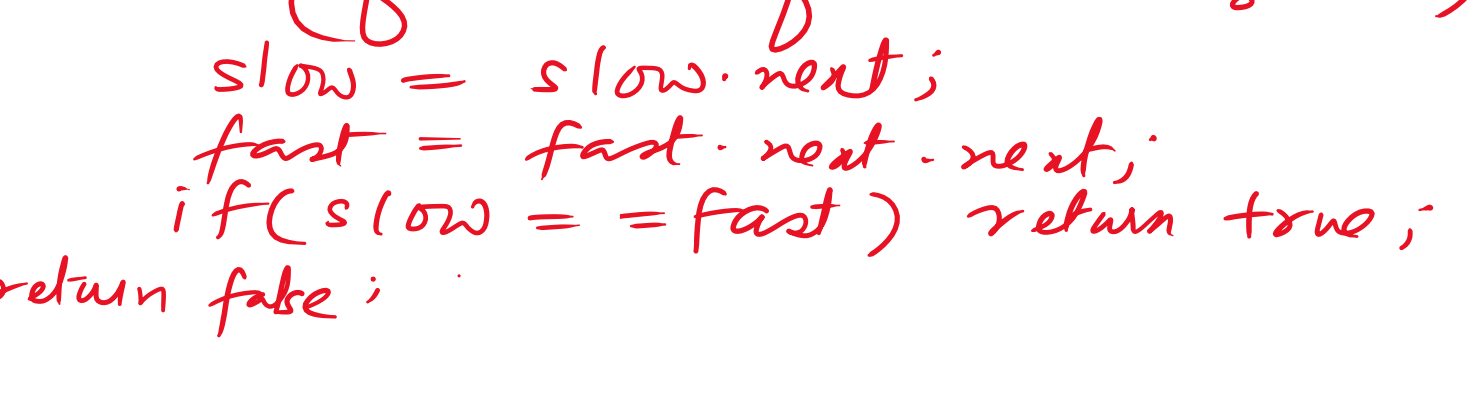 slow = slow.next;
fast = fast.next.next;
if(slow == fast) return true;
return false;